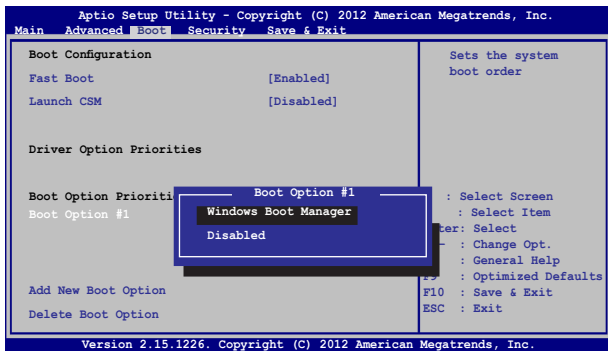 Aptio Setup Utility - Copyright (C) 2012 American Megatrends, Inc.
Main Advanced Boot Security Save & Exit
Boot Configuration
Fast Boot [Enabled]
Launch CSM [Disabled]
Driver Option Priorities
Boot Option
Boot Option #1
Add New Boot Option
Delete Boot Option
Boot Option #1
Windows Boot Manager
Disabled
Sets the system
boot order
: Select Screen
: Select Item
: Select
: Change Opt.
: General Help
: Optimized Defaults
F10 : Save & Exit
ESC : Exit
Version 2.15.1226. Copyright (C) 2012 American Megatrends, Inc.